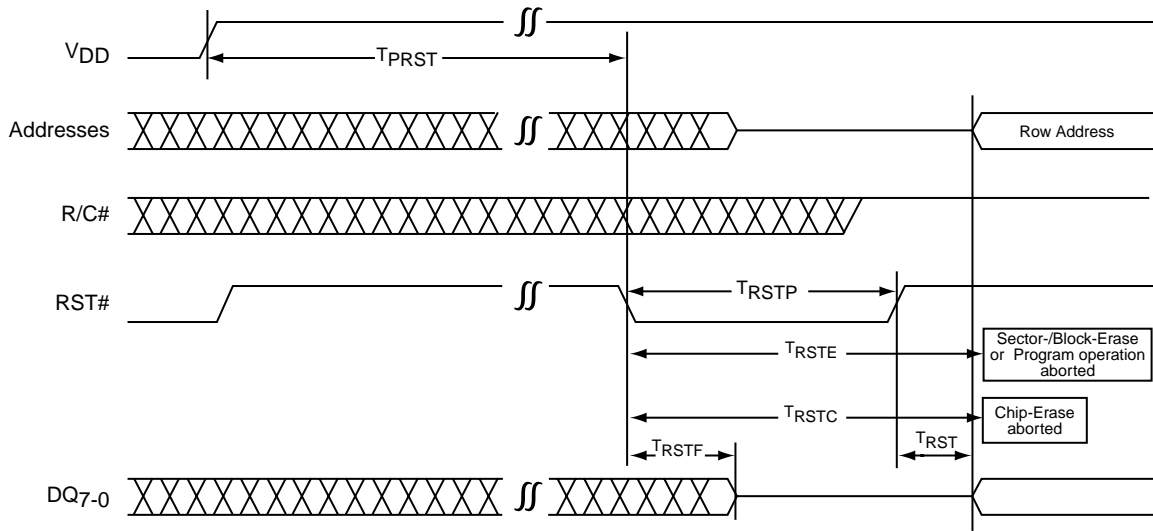 VDD
TPRST
Addresses
Row Address
R/C#
RST#
TRSTP
TRSTE
Sector-/Block-Erase
or Program operation
aborted
TRSTC
Chip-Erase
aborted
TRSTF
TRST
DQ7-0